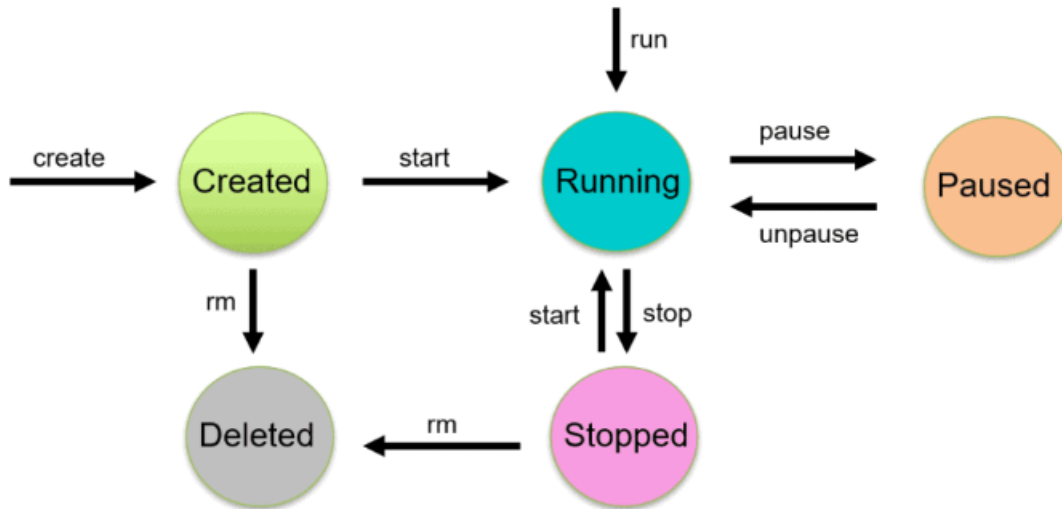 run
create
Created
start
Running
pause
unpause
Paused
rm
start
stop
Deleted
rm
Stopped